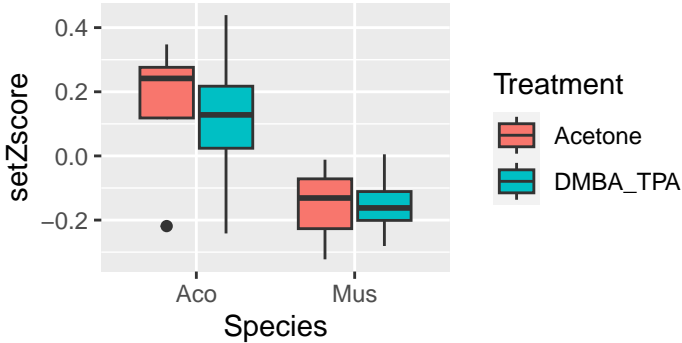 setZscore
0.4
0.2
0.0
−0.2
Aco
Mus
Species
Treatment
Acetone
DMBA_TPA